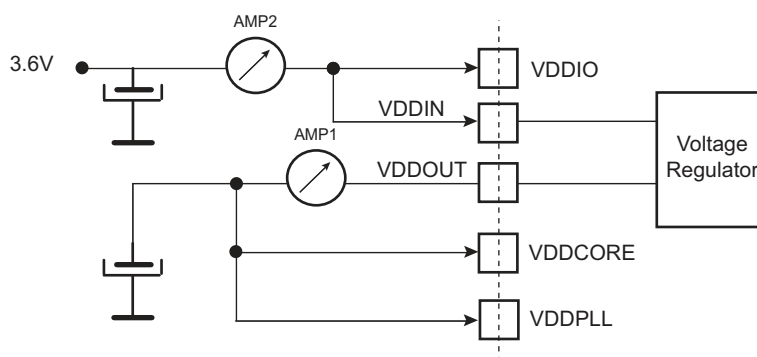 AMP2
3.6V
VDDIO
VDDIN
AMP1
VDDOUT
Voltage
Regulator
VDDCORE
VDDPLL